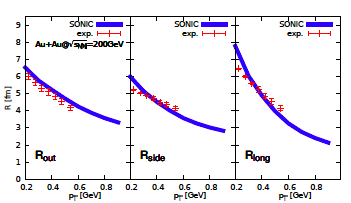 SONIC SONIC SONIC
exp. exp. exp.
Au+Au@√sNN=200GeV
9
8
7
6
5
4
3
2
1
0
R [fm]
Rout Rside Rlong
0.2 0.4 0.6 0.8 0.2 0.4 0.6 0.8 0.2 0.4 0.6 0.8
pT [GeV] pT [GeV] pT [GeV]